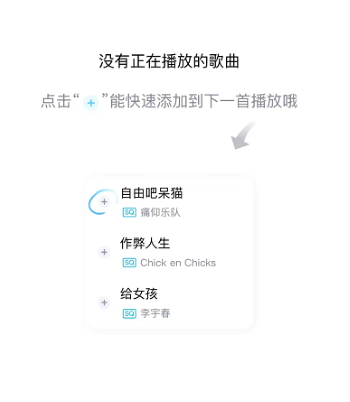 没有正在播放的歌曲
点击“+”能快速添加到下一首播放哦
+ 自由吧呆猫
SQ 痛仰乐队
+ 作弊人生
SQ Chick en Chicks
+ 给女孩
SQ 李宇春